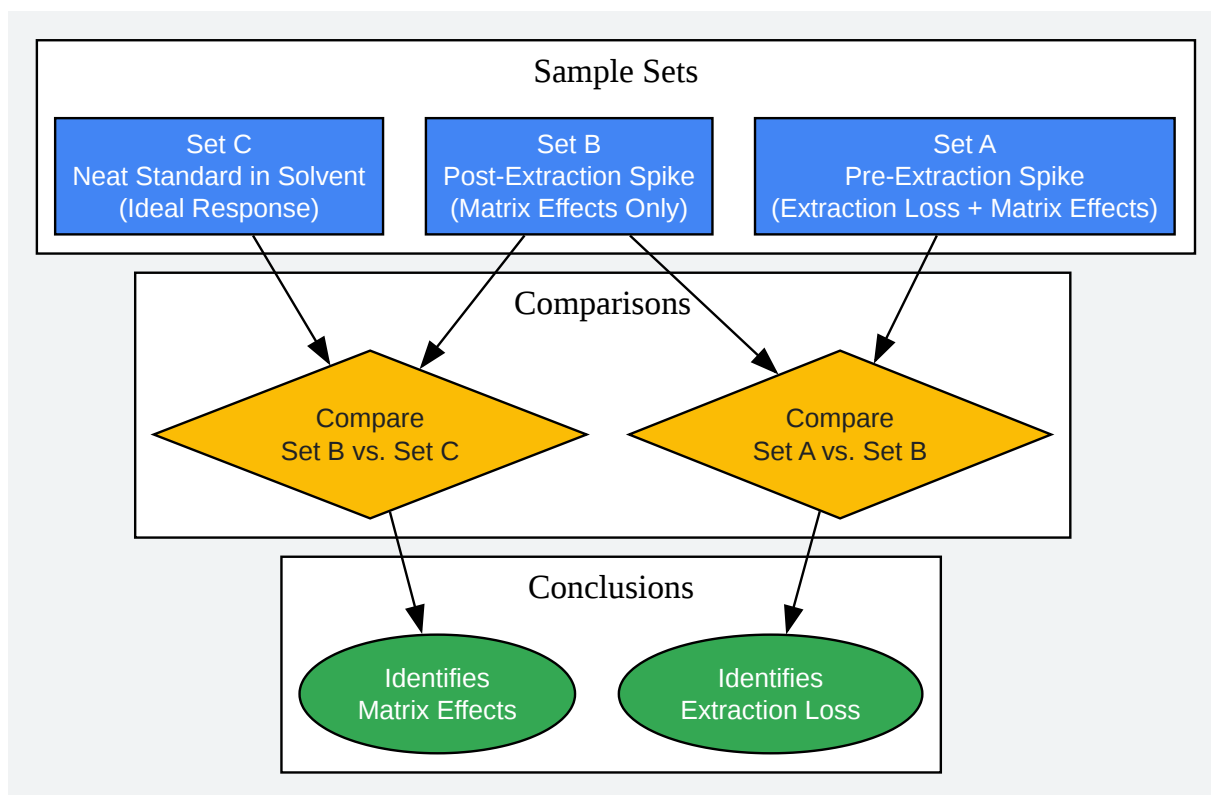 Sample Sets
Set C
Neat Standard in Solvent
(Ideal Response)
Set B
Post-Extraction Spike
(Matrix Effects Only)
Set A
Pre-Extraction Spike
(Extraction Loss + Matrix Effects)
Comparisons
Compare
Set B vs. Set C
Compare
Set A vs. Set B
Conclusions
Identifies
Matrix Effects
Identifies
Extraction Loss